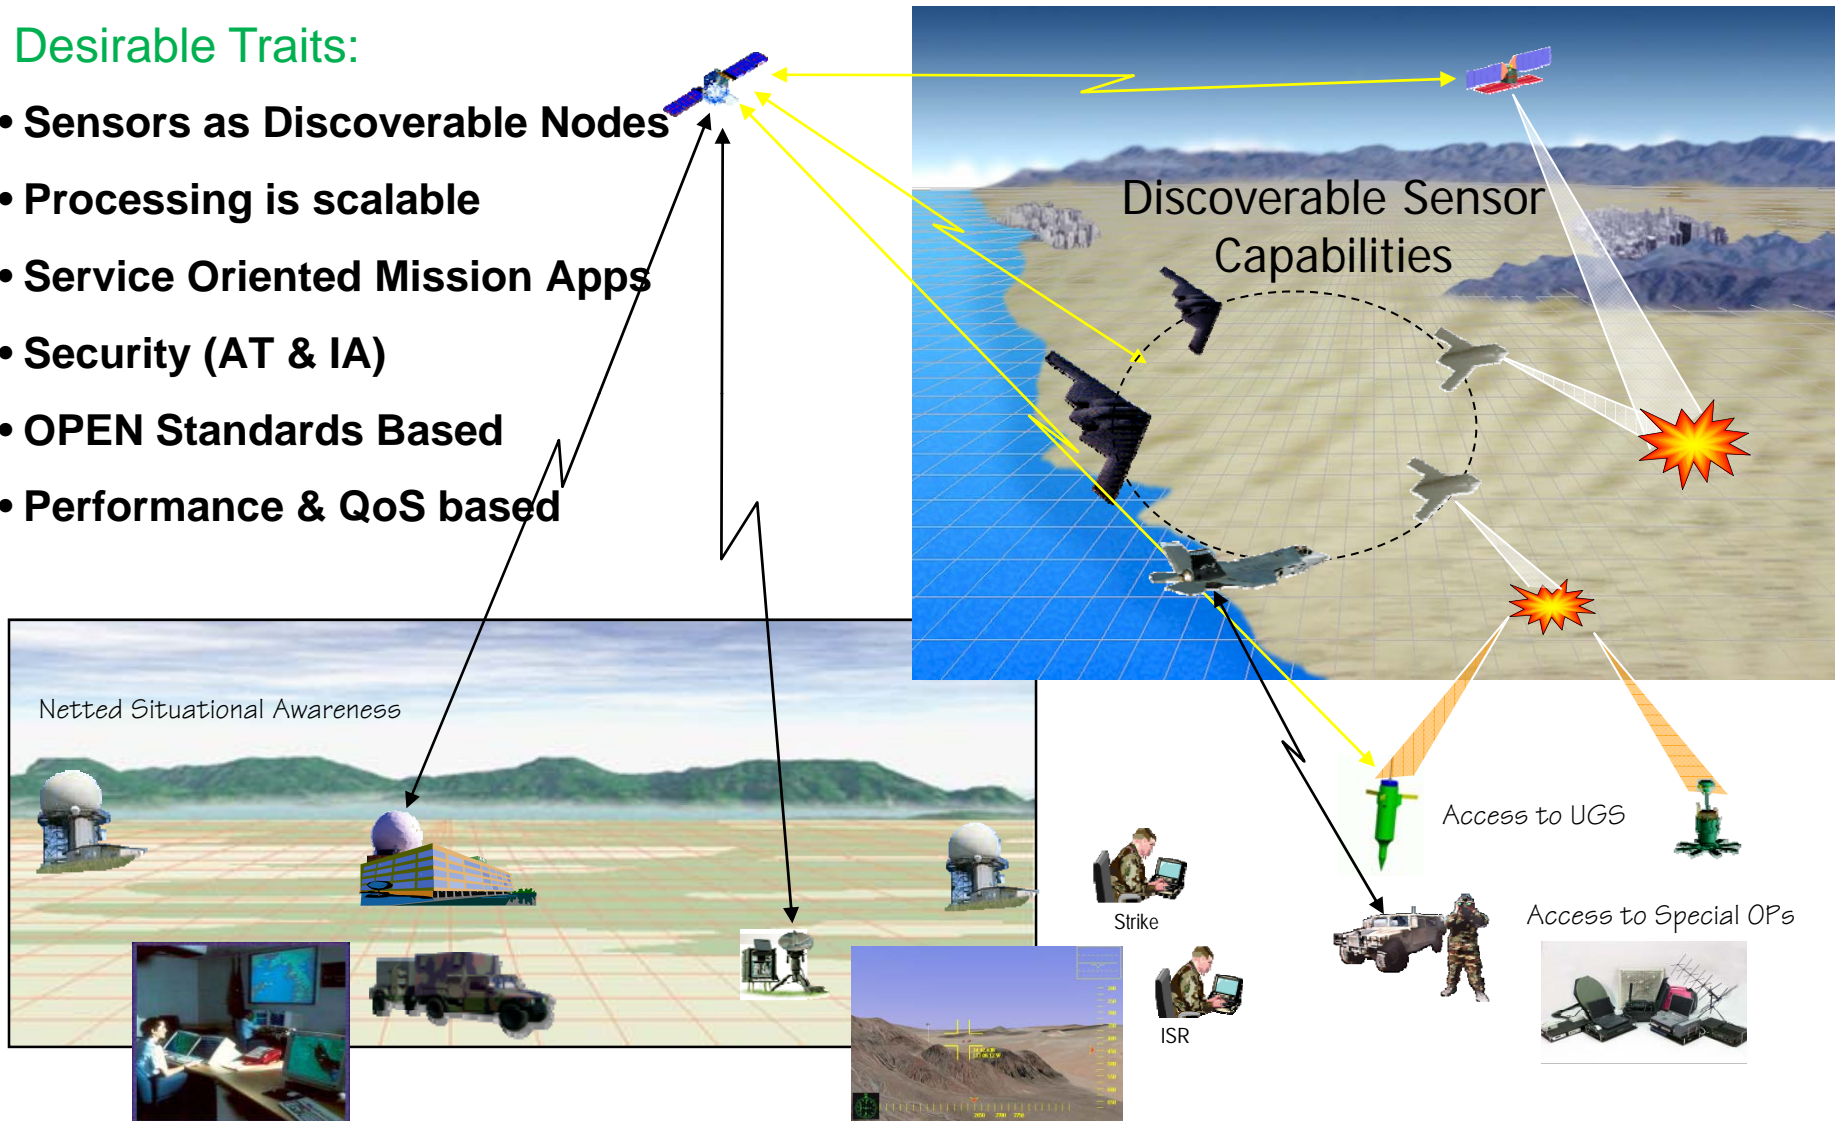 Desirable Traits:
• Sensors as Discoverable Nodes
• Processing is scalable
• Service Oriented Mission Apps
• Security (AT & IA)
• OPEN Standards Based
• Performance & QoS based
Discoverable Sensor
Capabilities
Netted Situational Awareness
Access to UGS
Strike
Access to Special OPs
ISR